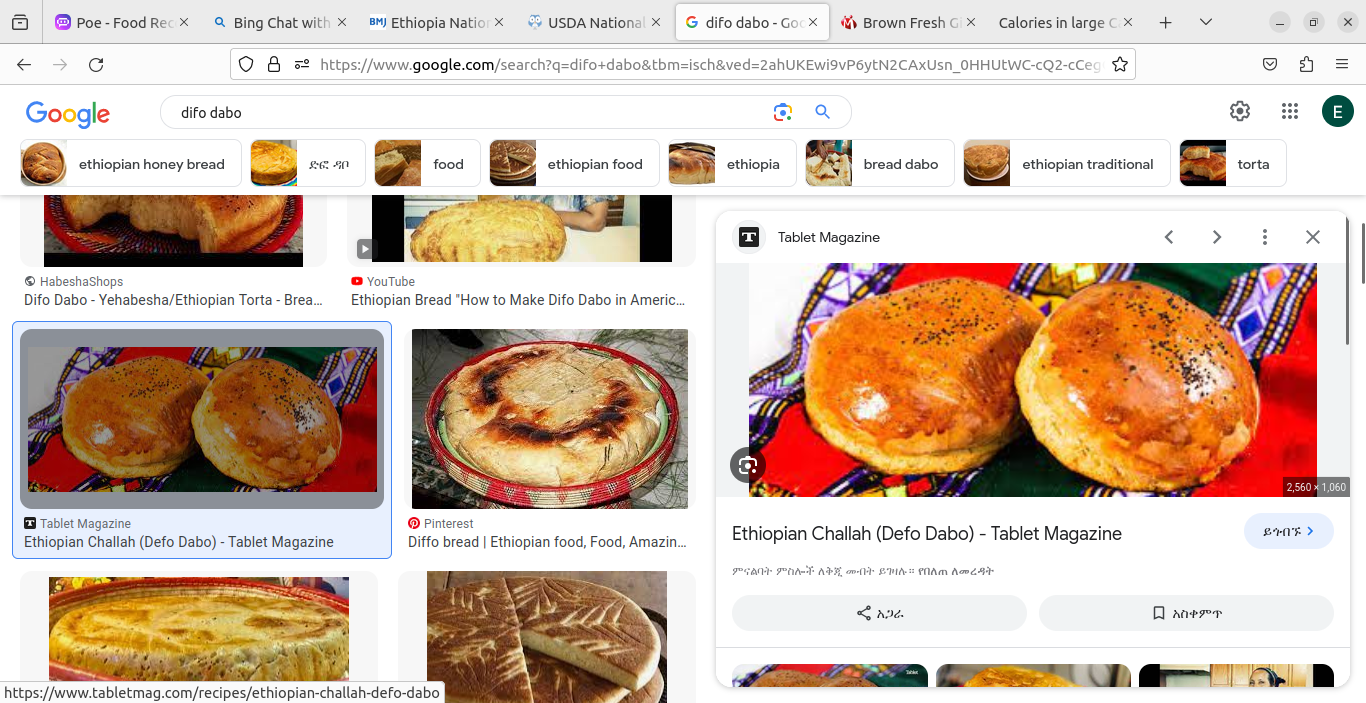 Poe - Food Rec
Bing Chat with
BMJ Ethiopia Nation
USDA National
G difo dabo - Goo
Brown Fresh Gi
Calories in large C
https://www.google.com/search?q=difo+dabo&tbm=isch&ved=2ahUKEwi9vP6ytN2CAxUsn_0HHUtWC-cQ2-cCeg
Google
difo dabo
E
ethiopian honey bread
ድፎ ዳቦ
food
ethiopian food
ethiopia
bread dabo
ethiopian traditional
torta
HabeshaShops
Difo Dabo - Yehabesha/Ethiopian Torta - Brea...
YouTube
Ethiopian Bread "How to Make Difo Dabo in Americ...
Tablet Magazine
Ethiopian Challah (Defo Dabo) - Tablet Magazine
Pinterest
Diffo bread | Ethiopian food, Food, Amazin...
T Tablet Magazine
2,560 × 1,060
Ethiopian Challah (Defo Dabo) - Tablet Magazine
ይጎብኙ
ምናልባት ምስሎች ለቅጂ መብት ይገዛሉ። የበለጠ ለመረዳት
አጋራ
አስቀምጥ
https://www.tabletmag.com/recipes/ethiopian-challah-defo-dabo